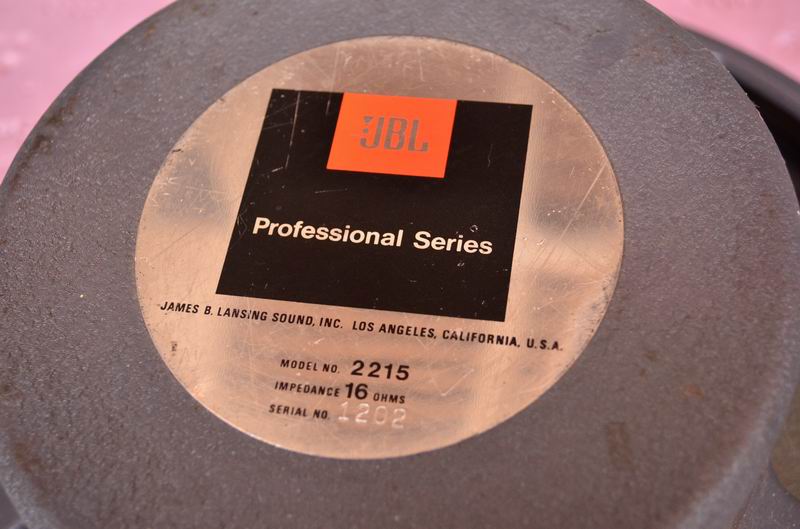 JBL
Professional Series
JAMES B. LANSING SOUND, INC. LOS ANGELES, CALIFORNIA, U.S.A.
MODEL NO. 2215
IMPEDANCE 16 OHMS
SERIAL NO. 1202